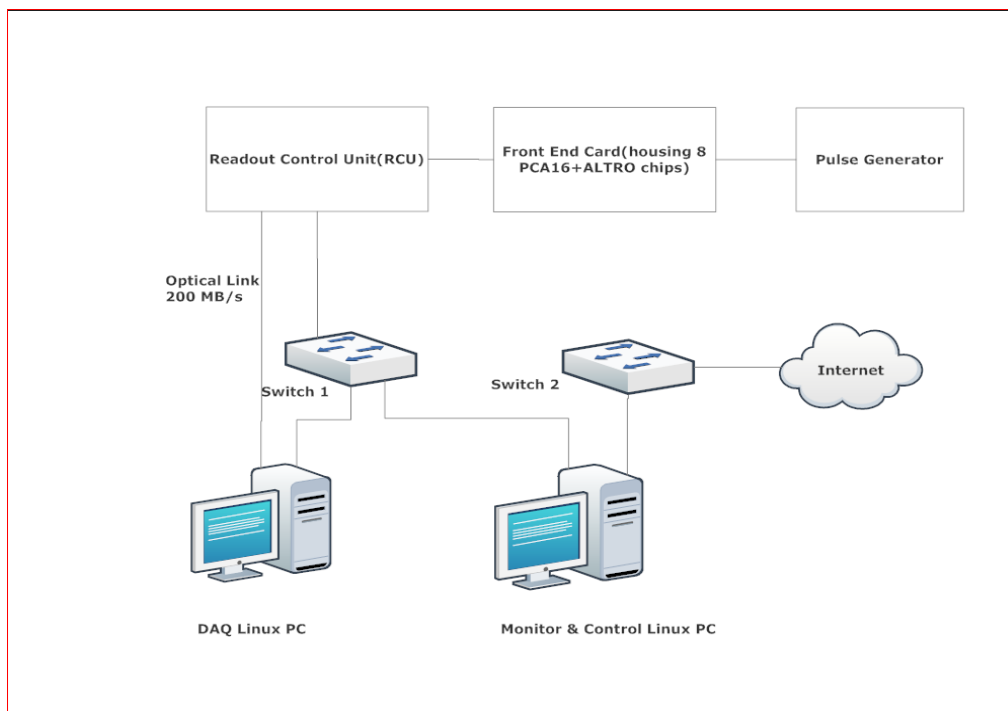 Readout Control Unit(RCU)
Front End Card(housing 8
PCA16+ALTRO chips)
Pulse Generator
Optical Link
200 MB/s
Switch 1
Switch 2
Internet
DAQ Linux PC
Monitor & Control Linux PC